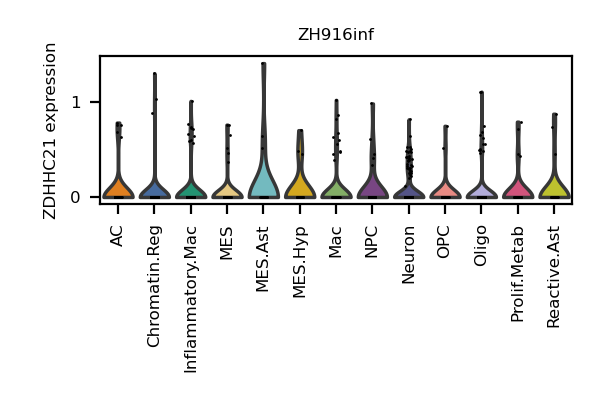 ZH916inf
ZDHHC21 expression
1
0
AC
Chromatin.Reg
Inflammatory.Mac
MES
MES.Ast
MES.Hyp
Mac
NPC
Neuron
OPC
Oligo
Prolif.Metab
Reactive.Ast